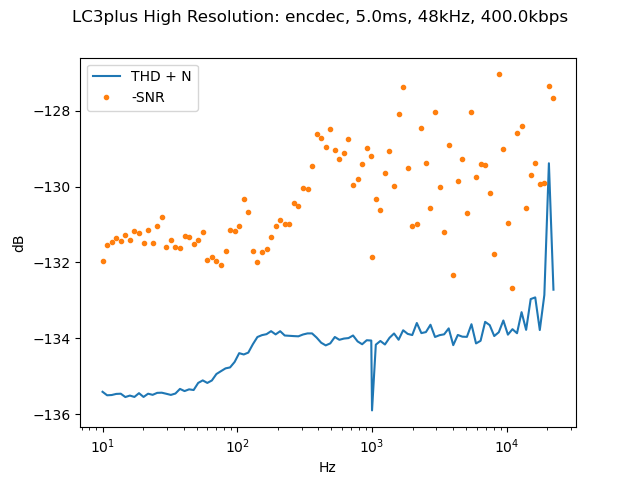 LC3plus High Resolution: encdec, 5.0ms, 48kHz, 400.0kbps
THD + N
-SNR
−128
−130
−132
−134
−136
dB
10¹
10²
10³
10⁴
Hz